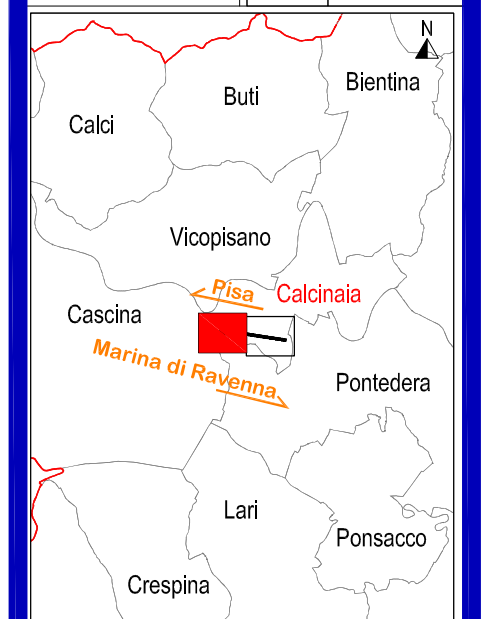 N
Bientina
Buti
Calci
Vicopisano
Pisa
Calcinaia
Cascina
Marina di Ravenna
Pontedera
Lari
Ponsacco
Crespina